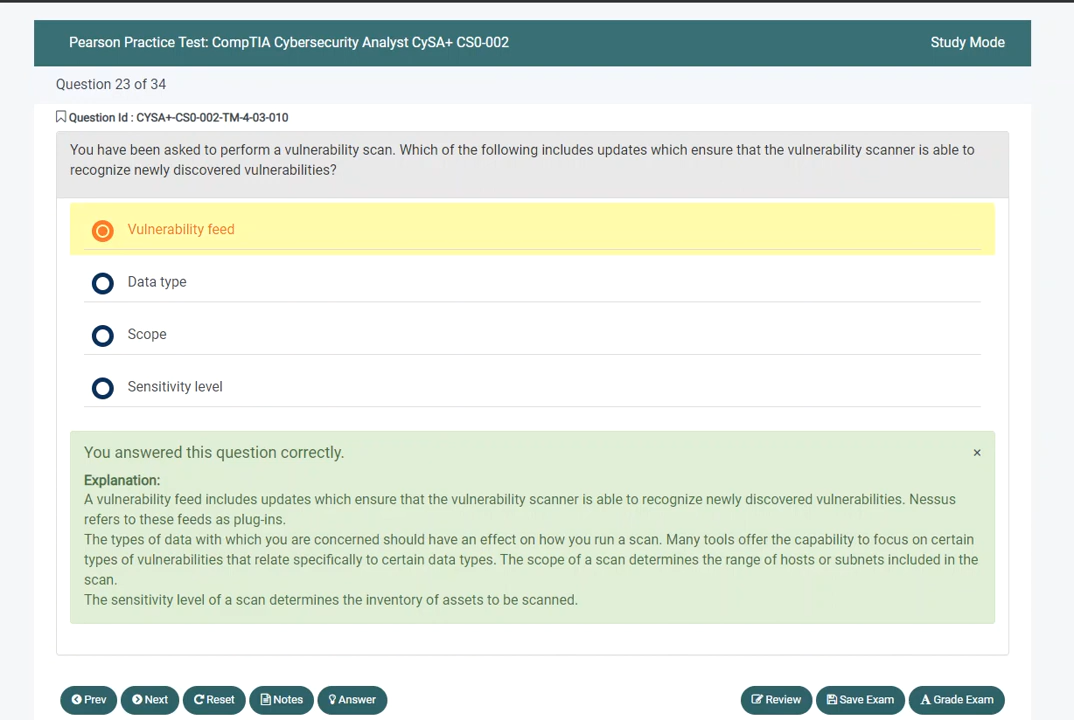 Pearson Practice Test: CompTIA Cybersecurity Analyst CySA+ CS0-002
Study Mode
Question 23 of 34
Question Id : CYSA+-CS0-002-TM-4-03-010
You have been asked to perform a vulnerability scan. Which of the following includes updates which ensure that the vulnerability scanner is able to
recognize newly discovered vulnerabilities?
Vulnerability feed
Data type
Scope
Sensitivity level
You answered this question correctly.
×
Explanation:
A vulnerability feed includes updates which ensure that the vulnerability scanner is able to recognize newly discovered vulnerabilities. Nessus
refers to these feeds as plug-ins.
The types of data with which you are concerned should have an effect on how you run a scan. Many tools offer the capability to focus on certain
types of vulnerabilities that relate specifically to certain data types. The scope of a scan determines the range of hosts or subnets included in the
scan.
The sensitivity level of a scan determines the inventory of assets to be scanned.
Prev
Next
Reset
Notes
Answer
Review
Save Exam
Grade Exam